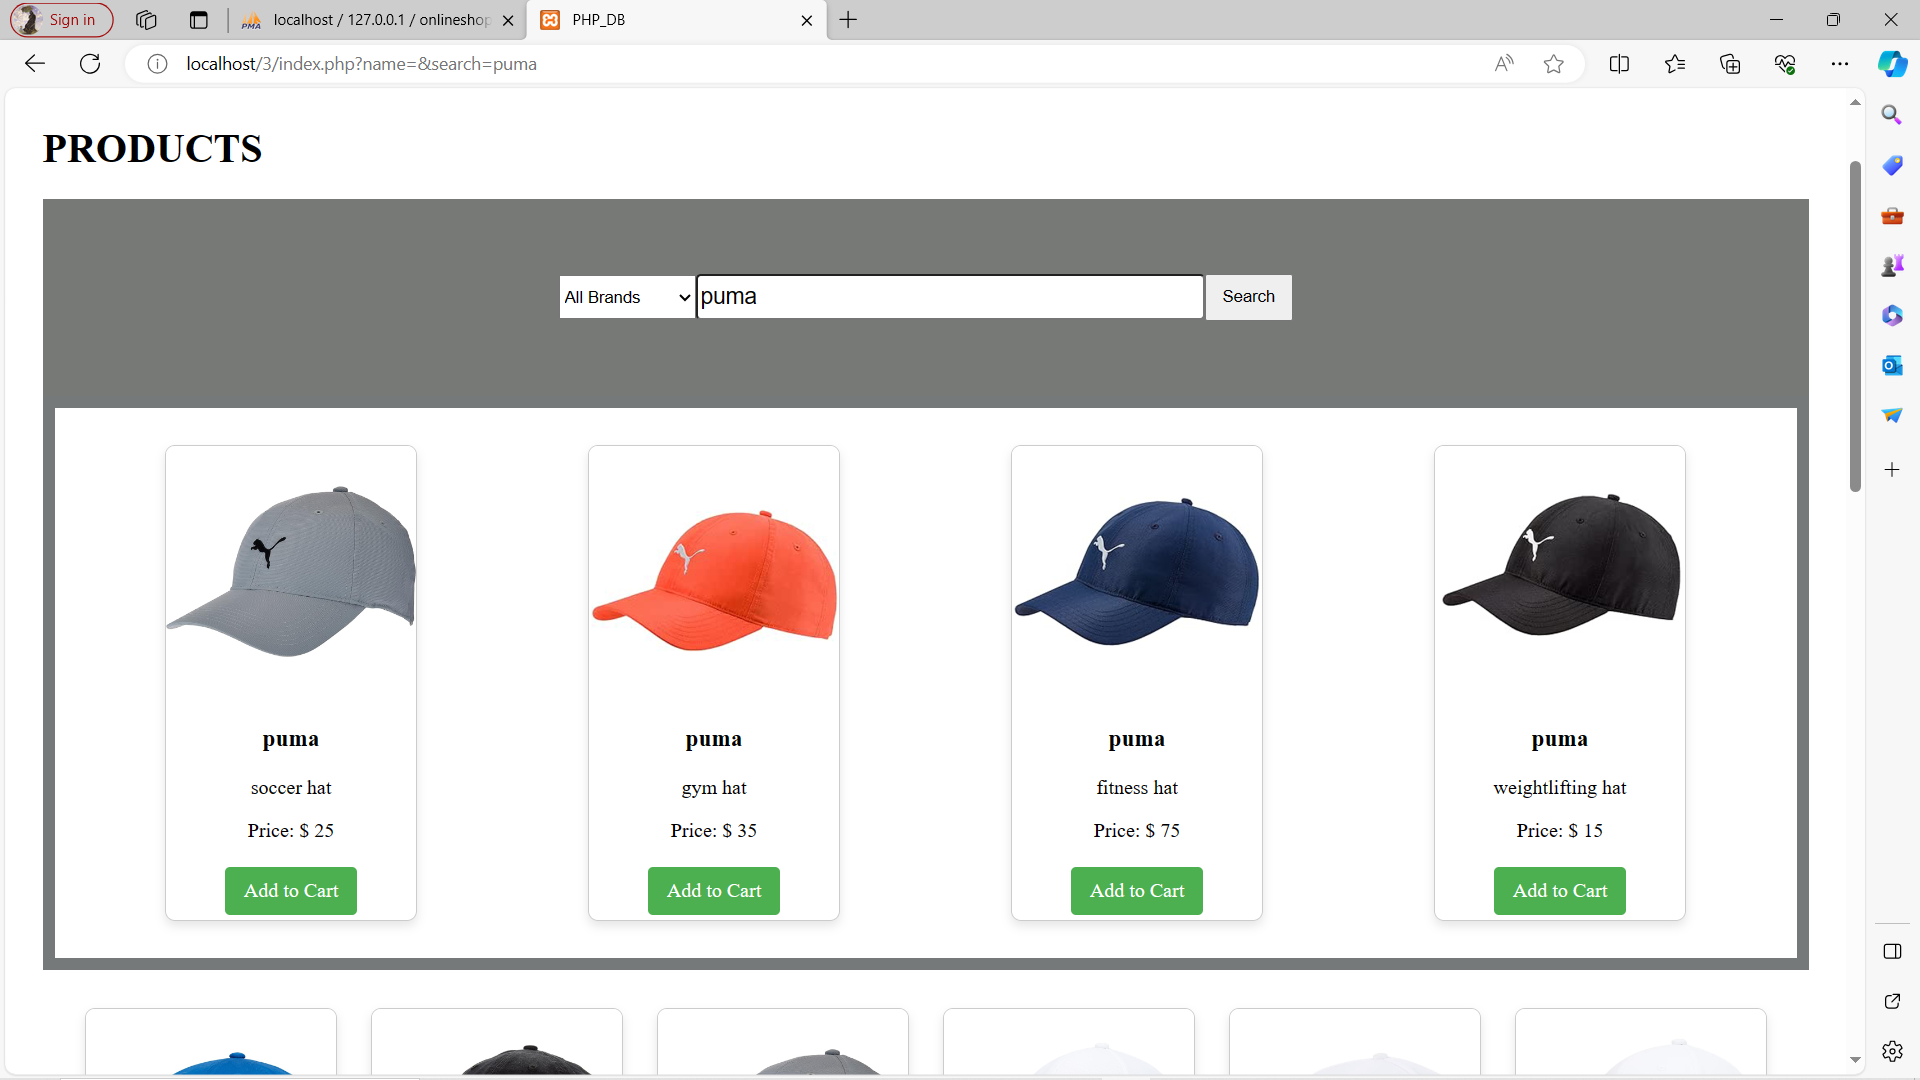 Sign in
PMA
localhost / 127.0.0.1 / onlineshop
PHP_DB
localhost/3/index.php?name=&search=puma
PRODUCTS
All Brands
puma
Search
puma
soccer hat
Price: $ 25
Add to Cart
puma
gym hat
Price: $ 35
Add to Cart
puma
fitness hat
Price: $ 75
Add to Cart
puma
weightlifting hat
Price: $ 15
Add to Cart